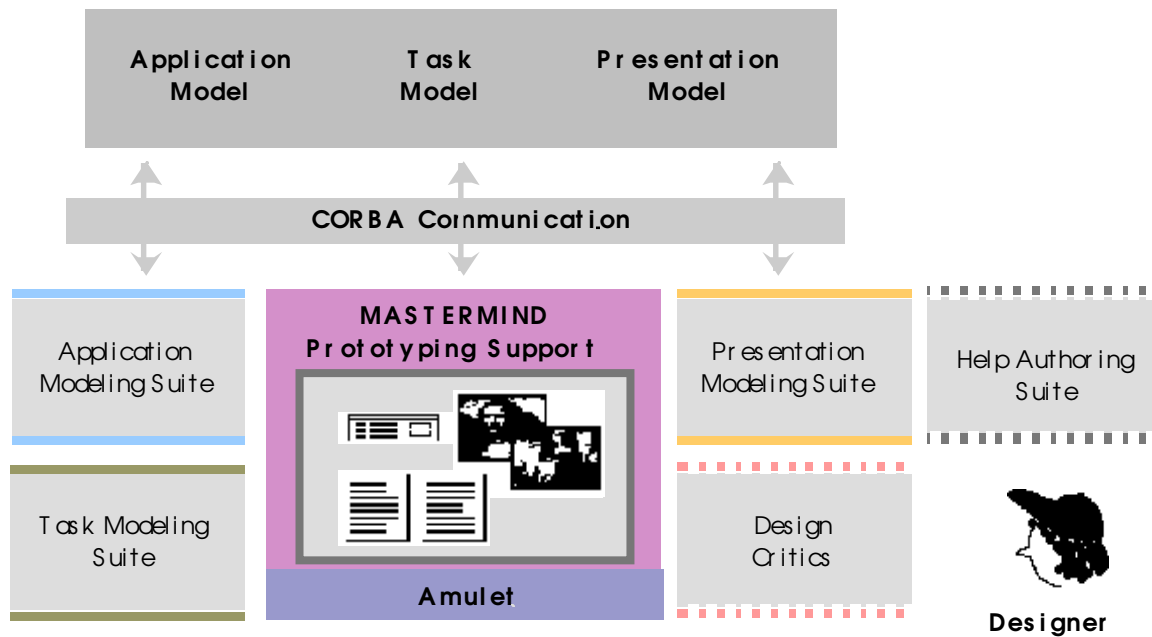 Application
Model
Task
Model
Presentation
Model
CORBA Communication
MASTERMIND
Prototyping Support
Application
Modeling Suite
Presentation
Modeling Suite
Help Authoring
Suite
Task Modeling
Suite
Design
Critics
Amulet
Designer